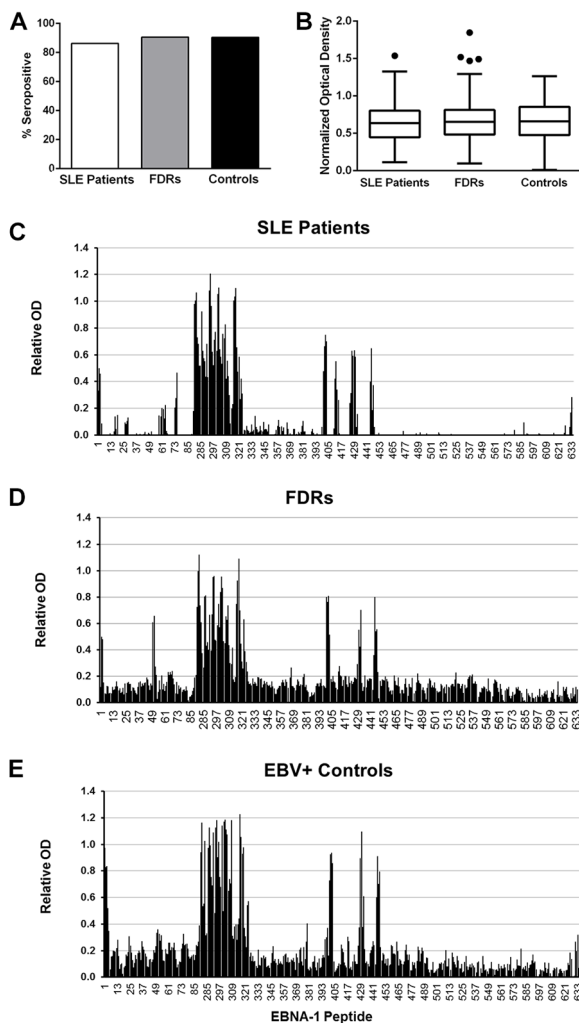 A
% Seropositive
100
80
60
40
20
0
SLE Patients FDRs Controls
B
Normalized Optical Density
2.0
1.5
1.0
0.5
0.0
SLE Patients FDRs Controls
C
SLE Patients
Relative OD
1.4
1.2
1.0
0.8
0.6
0.4
0.2
0.0
1 13 25 37 49 61 73 85 285 297 309 321 333 345 357 369 381 393 405 417 429 441 453 465 477 489 501 513 525 537 549 561 573 585 597 609 621 633
D
FDRs
Relative OD
1.4
1.2
1.0
0.8
0.6
0.4
0.2
0.0
1 13 25 37 49 61 73 85 285 297 309 321 333 345 357 369 381 393 405 417 429 441 453 465 477 489 501 513 525 537 549 561 573 585 597 609 621 633
E
EBV+ Controls
Relative OD
1.4
1.2
1.0
0.8
0.6
0.4
0.2
0.0
1 13 25 37 49 61 73 85 285 297 309 321 333 345 357 369 381 393 405 417 429 441 453 465 477 489 501 513 525 537 549 561 573 585 597 609 621 633
EBNA-1 Peptide